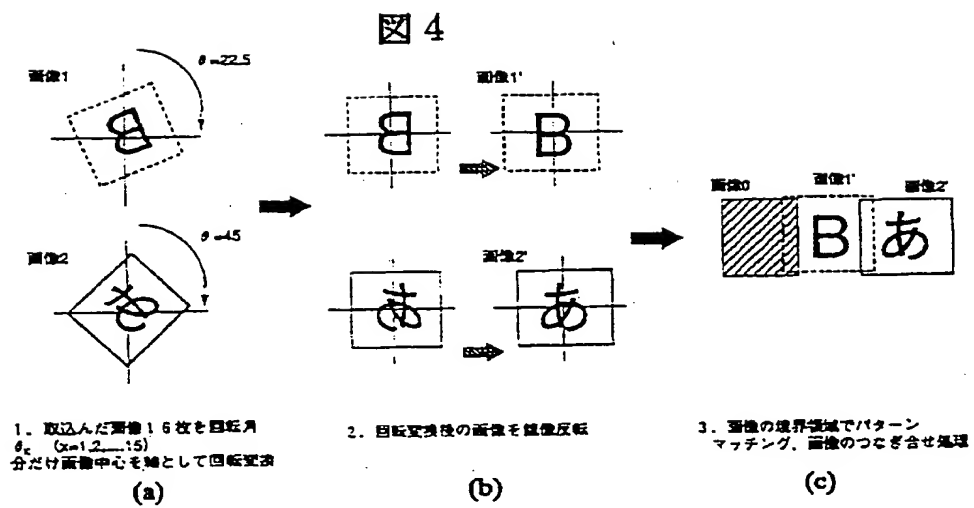 図4
画像1
θ=22.5
B
画像2
θ=45
あ
B
画像1'
B
あ
画像2'
あ
画像0
画像1'
画像2'
B
あ
1. 取込んだ画像16枚を回転月
θx (x=1,2,....,15)
分だけ画像中心を軸として回転変換
(a)
2. 回転変換後の画像を鏡像反転
(b)
3. 画像の境界領域でパターン
マッチング、画像のつなぎ合せ処理
(c)